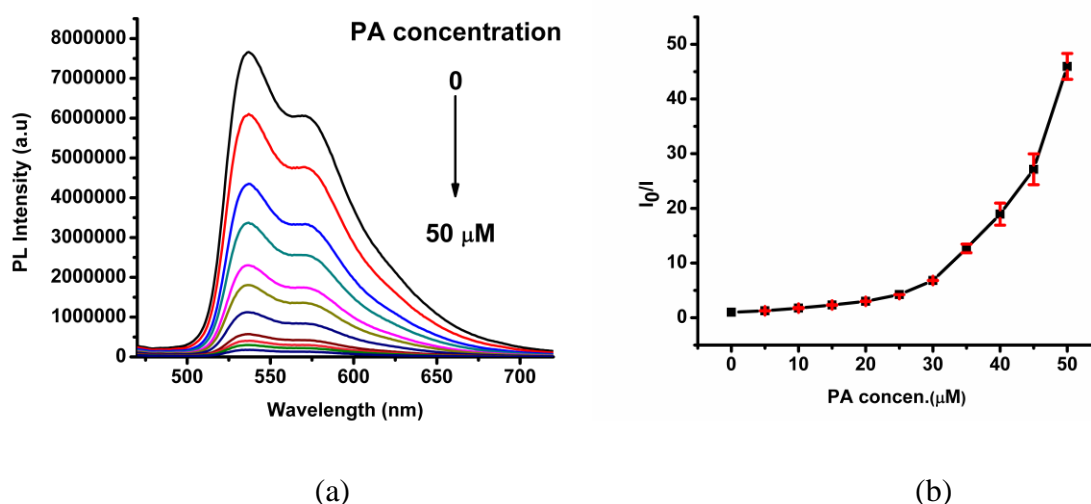 PA concentration
0
50 μM
8000000
7000000
6000000
5000000
4000000
3000000
2000000
1000000
0
PL Intensity (a.u)
500 550 600 650 700
Wavelength (nm)
(a)
50
40
30
20
10
0
I0/I
0 10 20 30 40 50
PA concen.(μM)
(b)